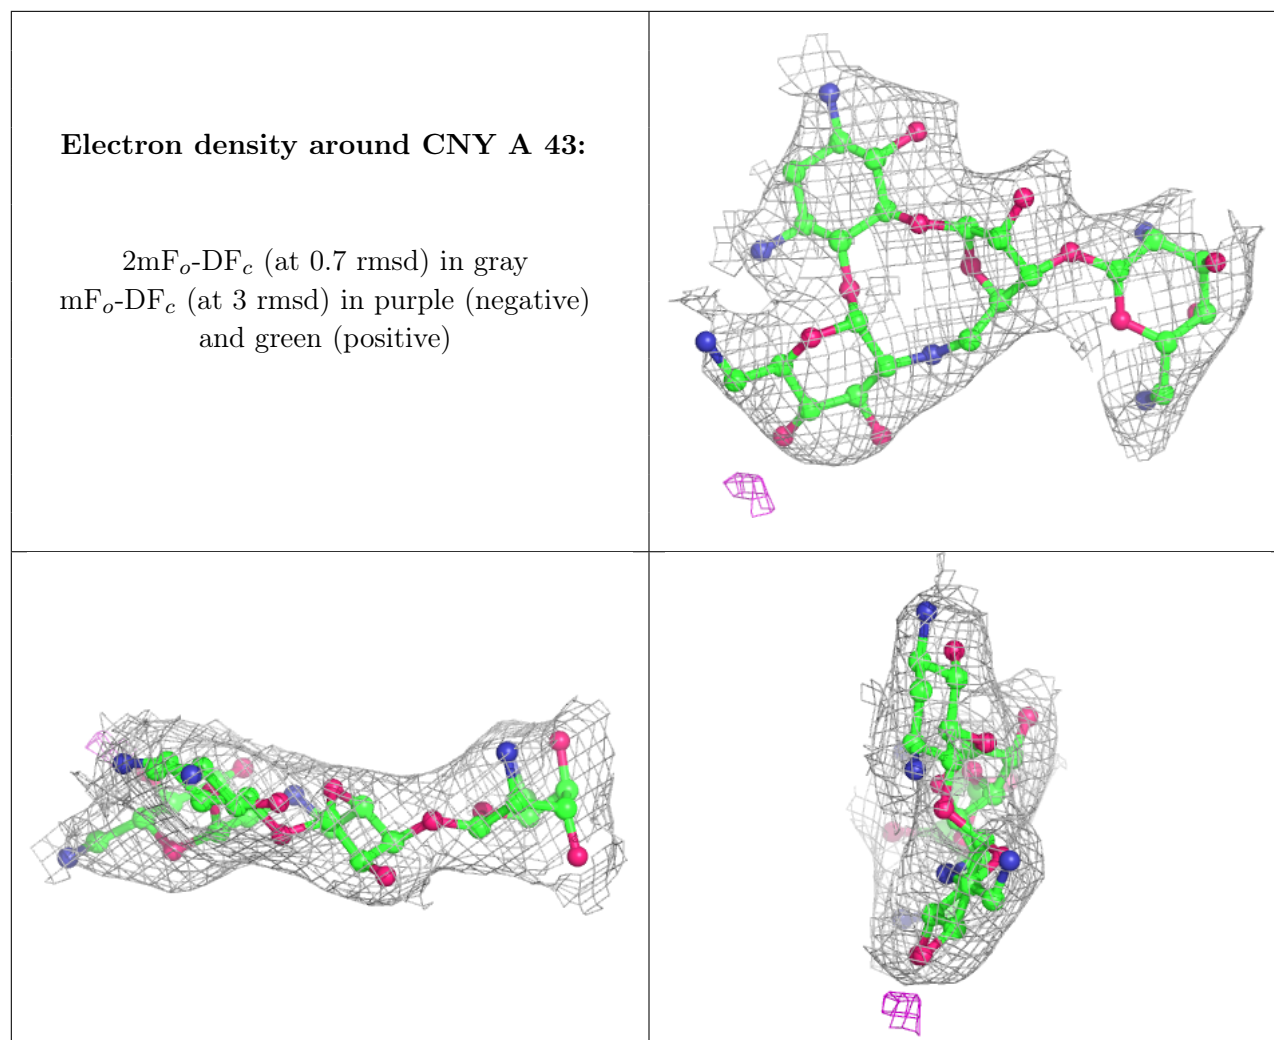 Electron density around CNY A 43:
2mFo-DFc (at 0.7 rmsd) in gray
mFo-DFc (at 3 rmsd) in purple (negative)
and green (positive)